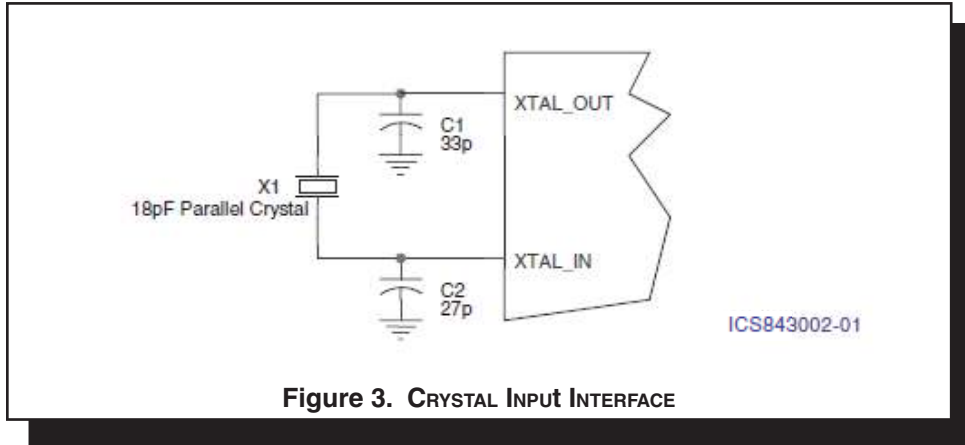 XTAL_OUT
C1
33p
X1
18pF Parallel Crystal
XTAL_IN
C2
27p
ICS843002-01
Figure 3. CRYSTAL INPUt INTERFACE